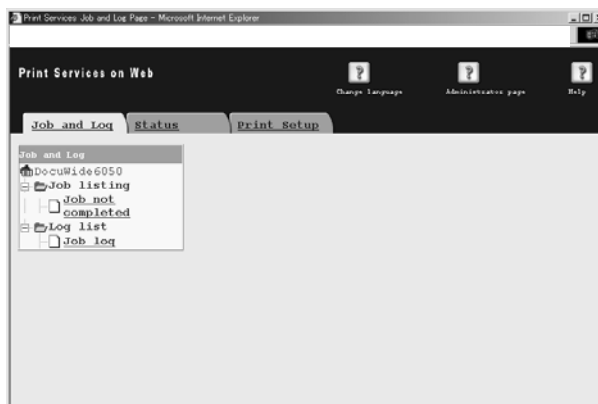 Print Services Job and Log Page - Microsoft Internet Explorer
Print Services on Web
Change language
Administrator page
Help
Job and Log
Status
Print Setup
Job and Log
DocuWide6050
Job listing
Job not
completed
Log list
Job log